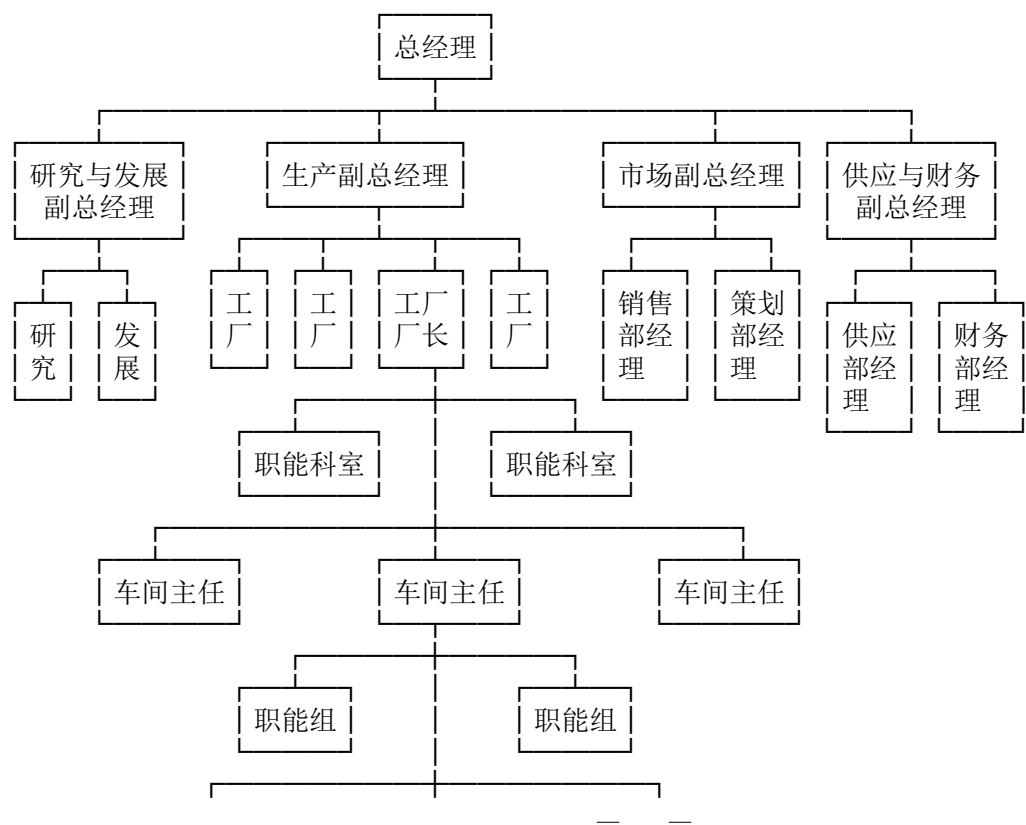 总经理
研究与发展
副总经理
生产副总经理
市场副总经理
供应与财务
副总经理
研
究
发
展
工
厂
工
厂
工厂
厂长
工
厂
销售
部经
理
策划
部经
理
供应
部经
理
财务
部经
理
职能科室
职能科室
车间主任
车间主任
车间主任
职能组
职能组